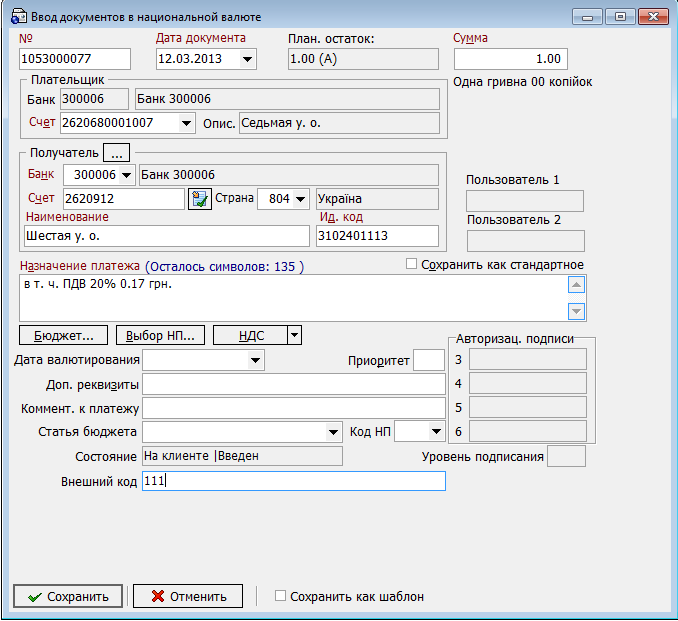 Ввод документов в национальной валюте
№ Дата документа План. остаток: Сумма
1053000077 12.03.2013 1.00 (А) 1.00
Одна гривна 00 копійок
Плательщик
Банк 300006 Банк 300006
Счет 2620680001007 Опис. Седьмая у. о.
Получатель ...
Банк 300006 Банк 300006
Счет 2620912 Страна 804 Україна
Наименование Ид. код
Шестая у. о. 3102401113
Пользователь 1
Пользователь 2
Назначение платежа (Осталось символов: 135 ) Сохранить как стандартное
в т. ч. ПДВ 20% 0.17 грн.
Бюджет... Выбор НП... НДС
Авторизац. подписи
Дата валютирования Приоритет 3
Доп. реквизиты 4
Коммент. к платежу 5
Статья бюджета Код НП 6
Состояние На клиенте |Введен Уровень подписания
Внешний код 111
Сохранить Отменить Сохранить как шаблон